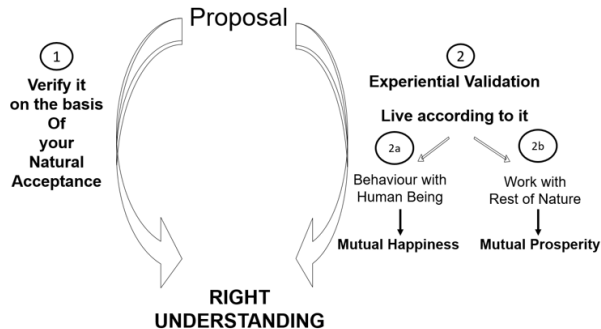 Proposal
1
Verify it
on the basis
Of
your
Natural
Acceptance
2
Experiential Validation
Live according to it
2a
Behaviour with
Human Being
Mutual Happiness
2b
Work with
Rest of Nature
Mutual Prosperity
RIGHT
UNDERSTANDING